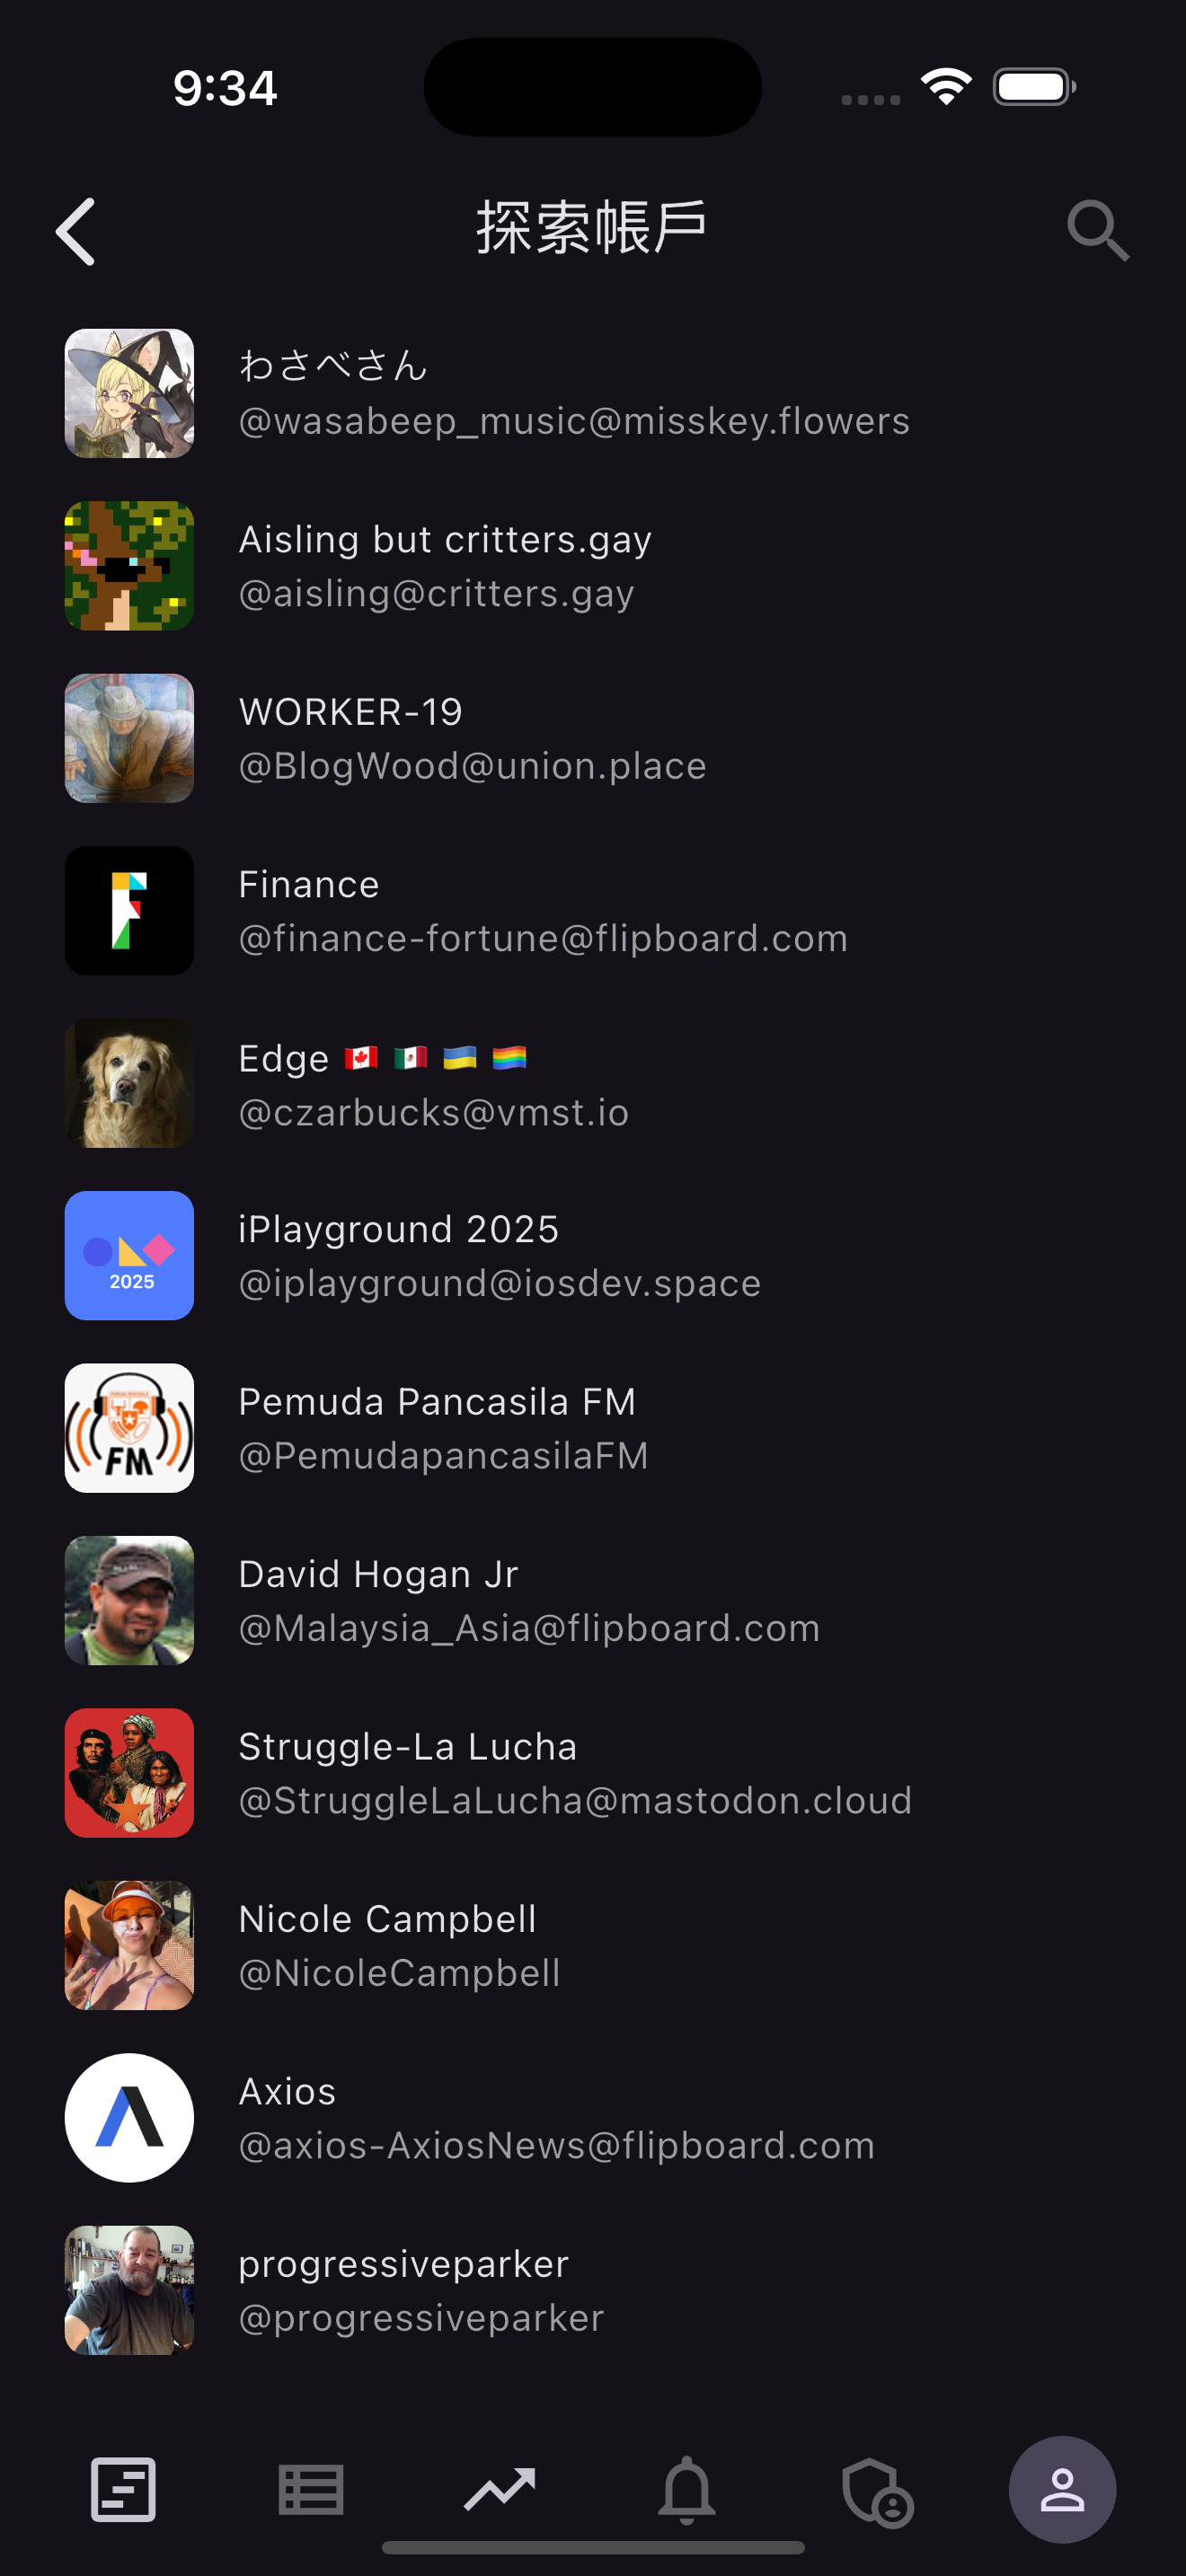 9:34
探索帳戶
わさべさん
@wasabeep_music@misskey.flowers
Aisling but critters.gay
@aisling@critters.gay
WORKER-19
@BlogWood@union.place
Finance
@finance-fortune@flipboard.com
Edge 🇨🇦 🇲🇽 🇺🇦 🏳️‍🌈
@czarbucks@vmst.io
2025
iPlayground 2025
@iplayground@iosdev.space
FM
Pemuda Pancasila FM
@PemudapancasilaFM
David Hogan Jr
@Malaysia_Asia@flipboard.com
Struggle-La Lucha
@StruggleLaLucha@mastodon.cloud
Nicole Campbell
@NicoleCampbell
Axios
@axios-AxiosNews@flipboard.com
progressiveparker
@progressiveparker